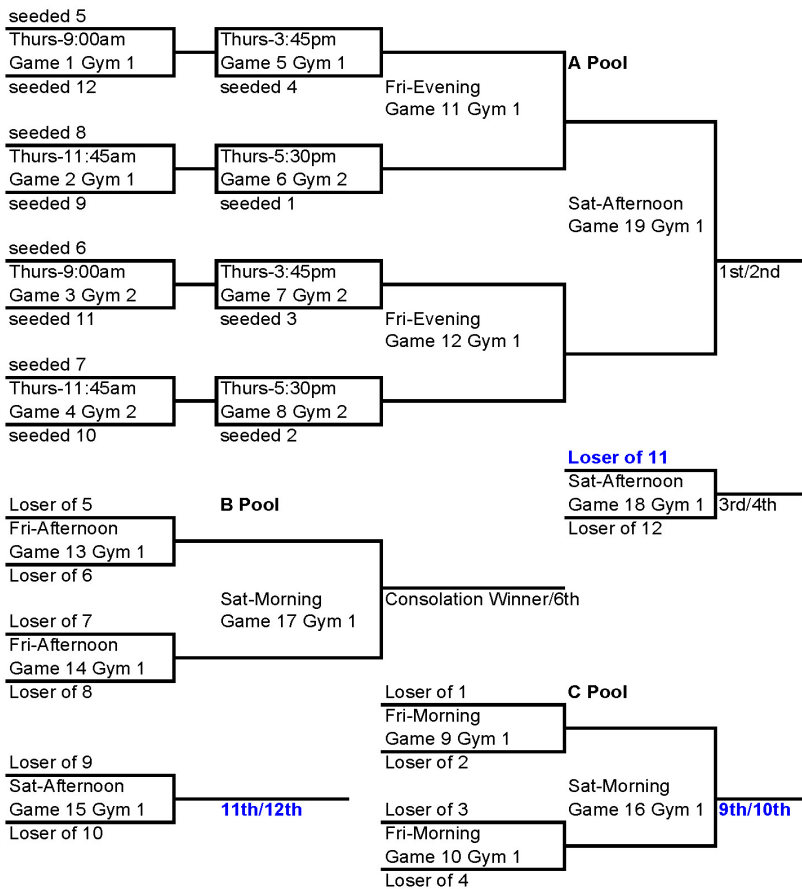 seeded 5
Thurs-9:00am
Game 1 Gym 1
seeded 12
Thurs-3:45pm
Game 5 Gym 1
seeded 4
Fri-Evening
Game 11 Gym 1
A Pool
seeded 8
Thurs-11:45am
Game 2 Gym 1
seeded 9
Thurs-5:30pm
Game 6 Gym 2
seeded 1
Sat-Afternoon
Game 19 Gym 1
1st/2nd
seeded 6
Thurs-9:00am
Game 3 Gym 2
seeded 11
Thurs-3:45pm
Game 7 Gym 2
seeded 3
Fri-Evening
Game 12 Gym 1
seeded 7
Thurs-11:45am
Game 4 Gym 2
seeded 10
Thurs-5:30pm
Game 8 Gym 2
seeded 2
Loser of 11
Sat-Afternoon
Game 18 Gym 1
Loser of 12
3rd/4th
B Pool
Loser of 5
Fri-Afternoon
Game 13 Gym 1
Loser of 6
Sat-Morning
Game 17 Gym 1
Consolation Winner/6th
Loser of 7
Fri-Afternoon
Game 14 Gym 1
Loser of 8
C Pool
Loser of 1
Fri-Morning
Game 9 Gym 1
Loser of 2
Sat-Morning
Game 16 Gym 1
9th/10th
Loser of 3
Fri-Morning
Game 10 Gym 1
Loser of 4
Loser of 9
Sat-Afternoon
Game 15 Gym 1
Loser of 10
11th/12th